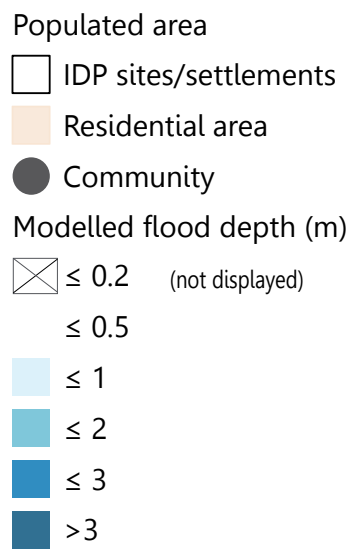 Populated area
IDP sites/settlements
Residential area
Community
Modelled flood depth (m)
≤ 0.2 (not displayed)
≤ 0.5
≤ 1
≤ 2
≤ 3
>3